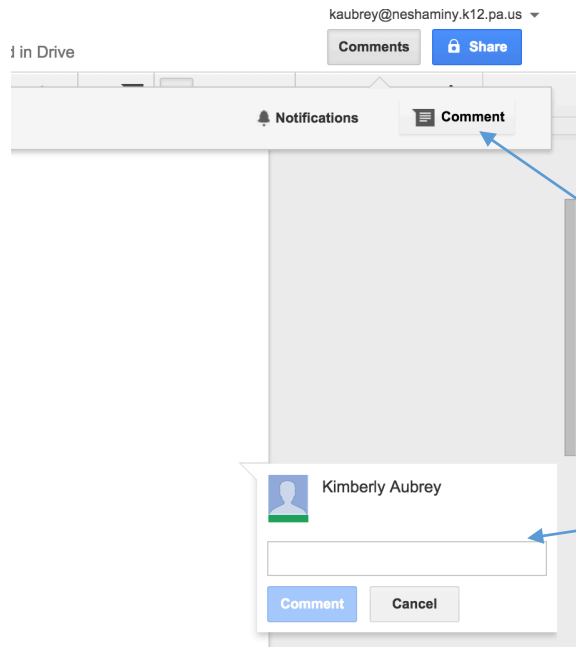 kaubrey@neshaminy.k12.pa.us
d in Drive
Comments
Share
Notifications
Comment
Kimberly Aubrey
Comment
Cancel